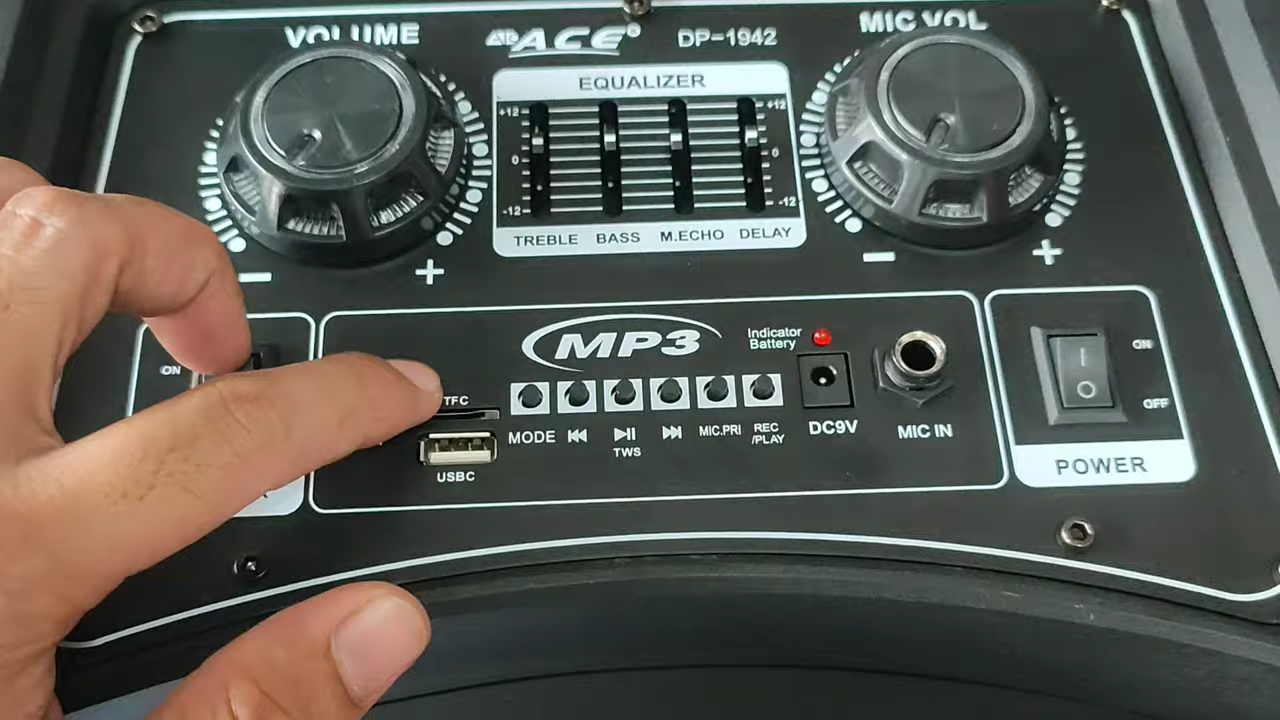 VOLUME
ACE DP-1942
MIC VOL
EQUALIZER
+12 +12
0 0
-12 -12
TREBLE BASS M.ECHO DELAY
MP3
Indicator
Battery
ON
TFC
USBC
MODE
TWS
MIC.PRI
REC
/PLAY
DC9V
MIC IN
ON
OFF
POWER